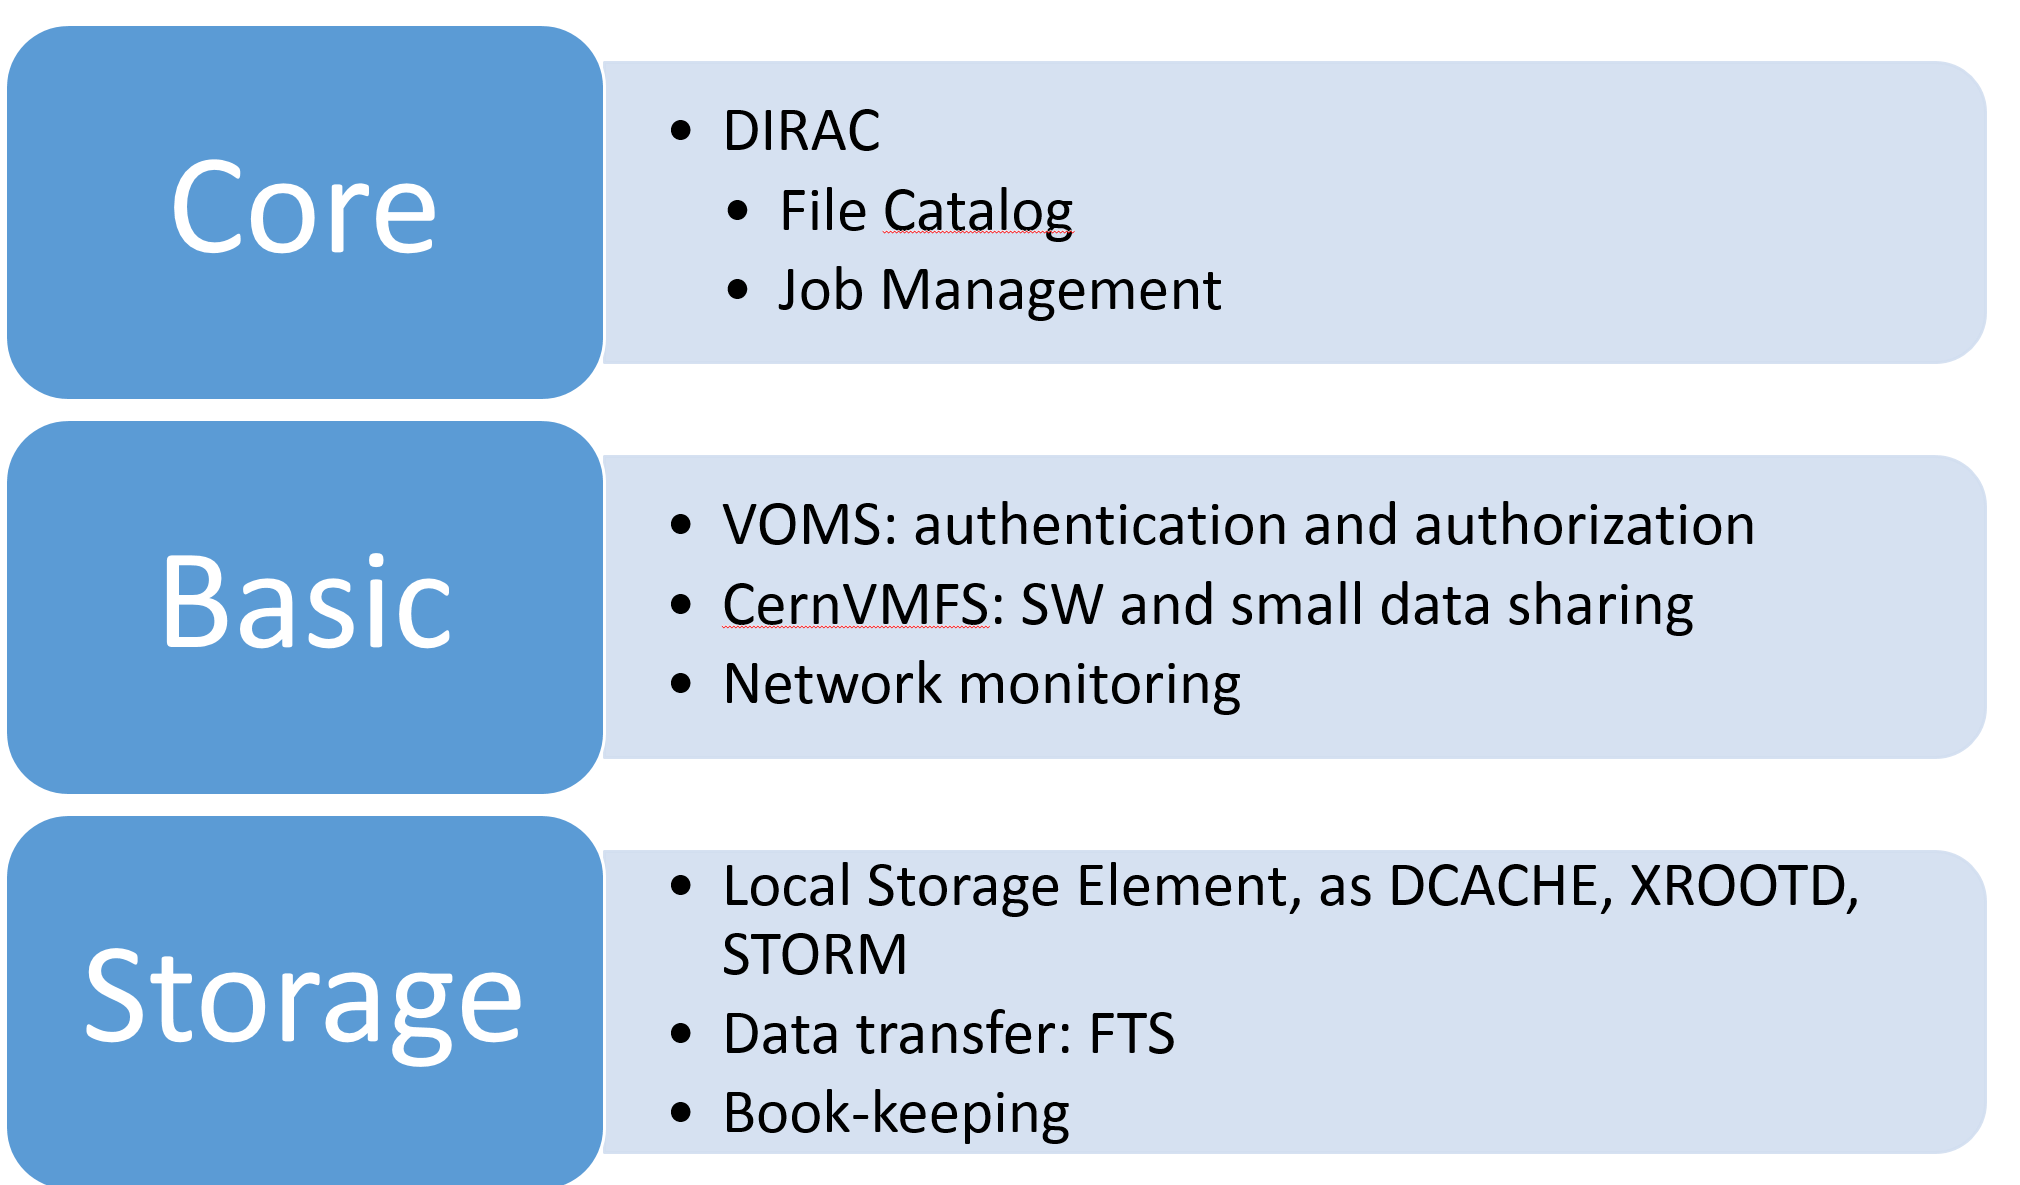 Core
• DIRAC
• File Catalog
• Job Management
Basic
• VOMS: authentication and authorization
• CernVMFS: SW and small data sharing
• Network monitoring
Storage
• Local Storage Element, as DCACHE, XROOTD,
STORM
• Data transfer: FTS
• Book-keeping